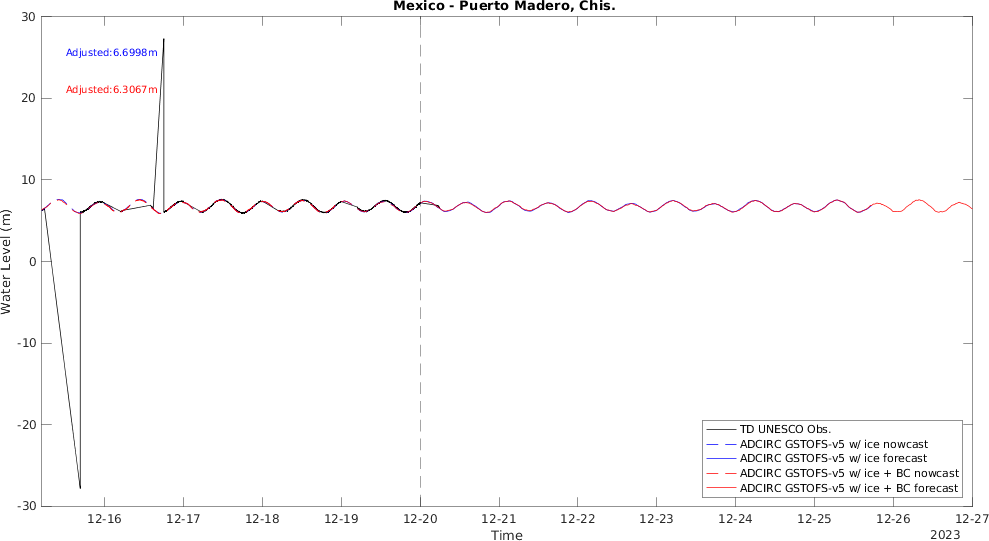 Mexico - Puerto Madero, Chis.
30
20
10
0
-10
-20
-30
Water Level (m)
Adjusted:6.6998m
Adjusted:6.3067m
TD UNESCO Obs.
ADCIRC GSTOFS-v5 w/ ice nowcast
ADCIRC GSTOFS-v5 w/ ice forecast
ADCIRC GSTOFS-v5 w/ ice + BC nowcast
ADCIRC GSTOFS-v5 w/ ice + BC forecast
12-16 12-17 12-18 12-19 12-20 12-21 12-22 12-23 12-24 12-25 12-26 12-27
Time
2023